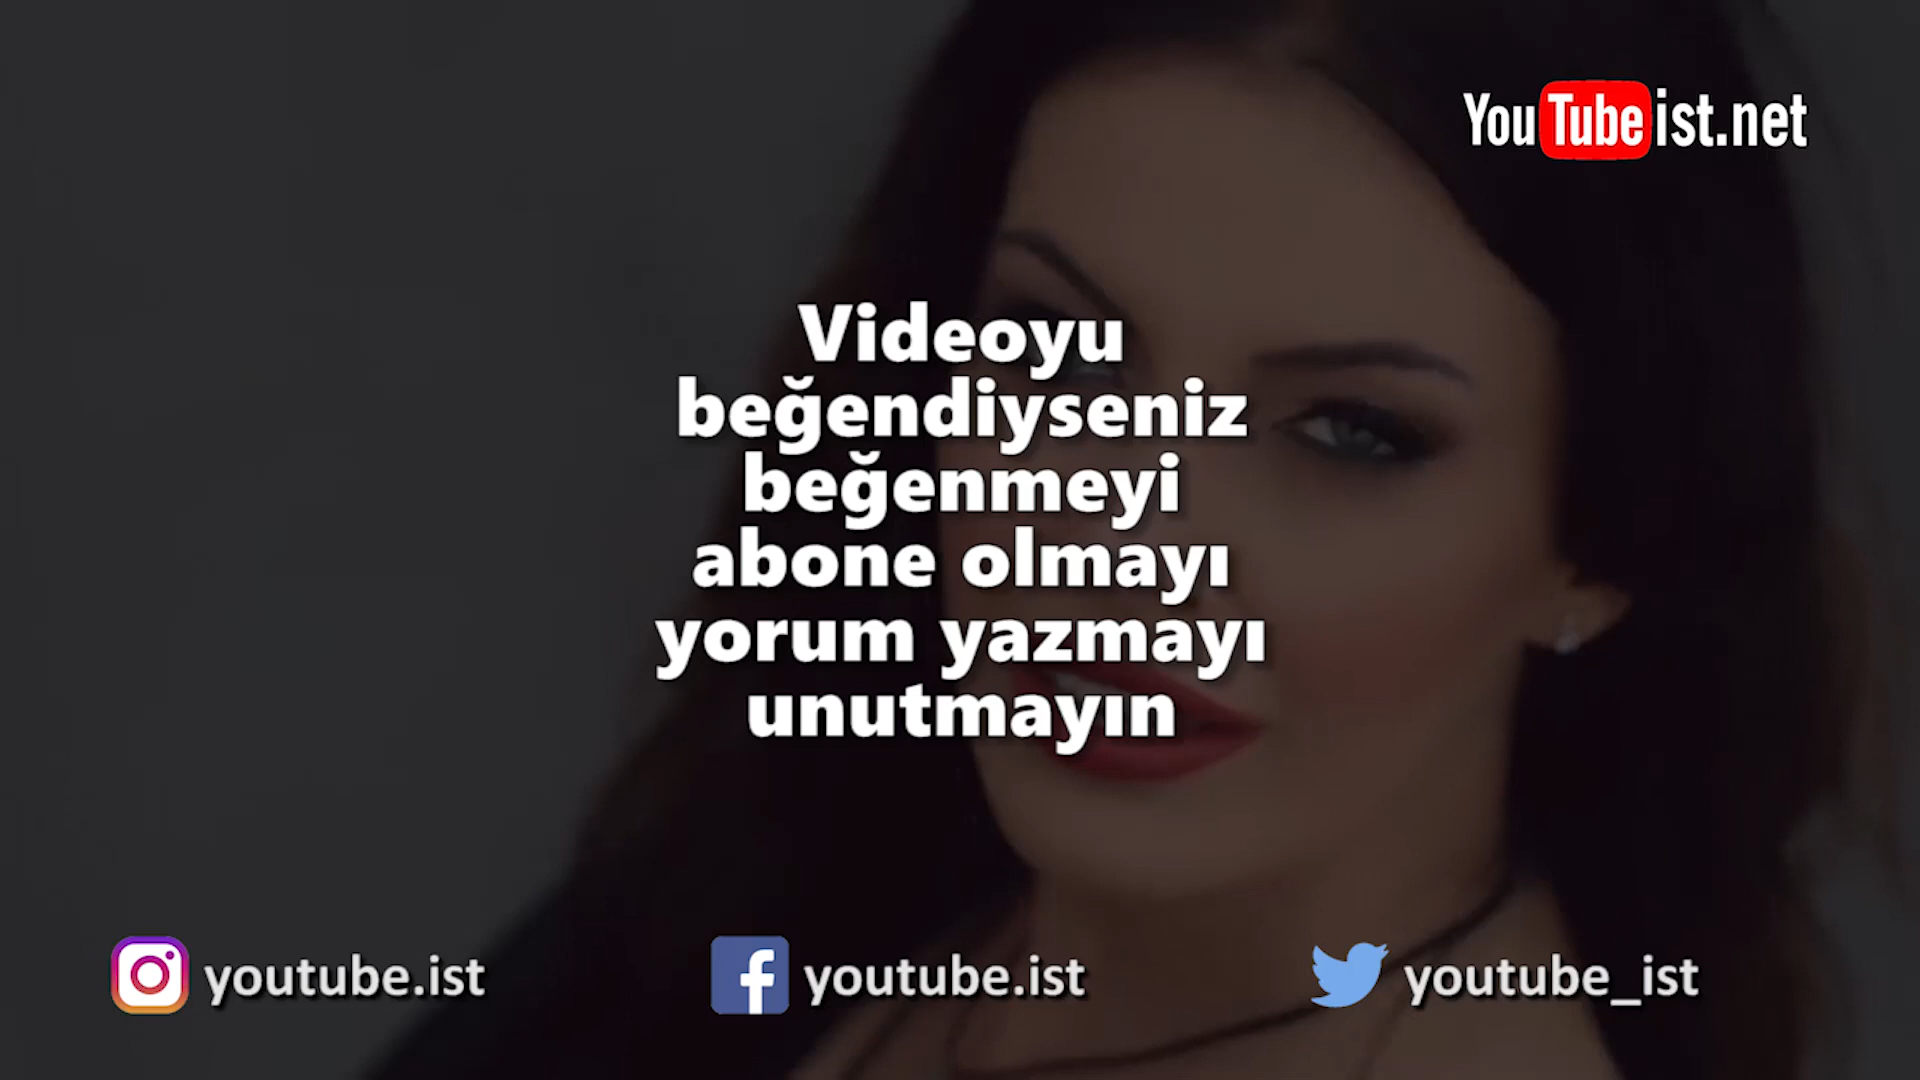 YouTubeist.net
Videoyu
beğendiyseniz
beğenmeyi
abone olmayı
yorum yazmayı
unutmayın
youtube.ist
youtube.ist
youtube_ist